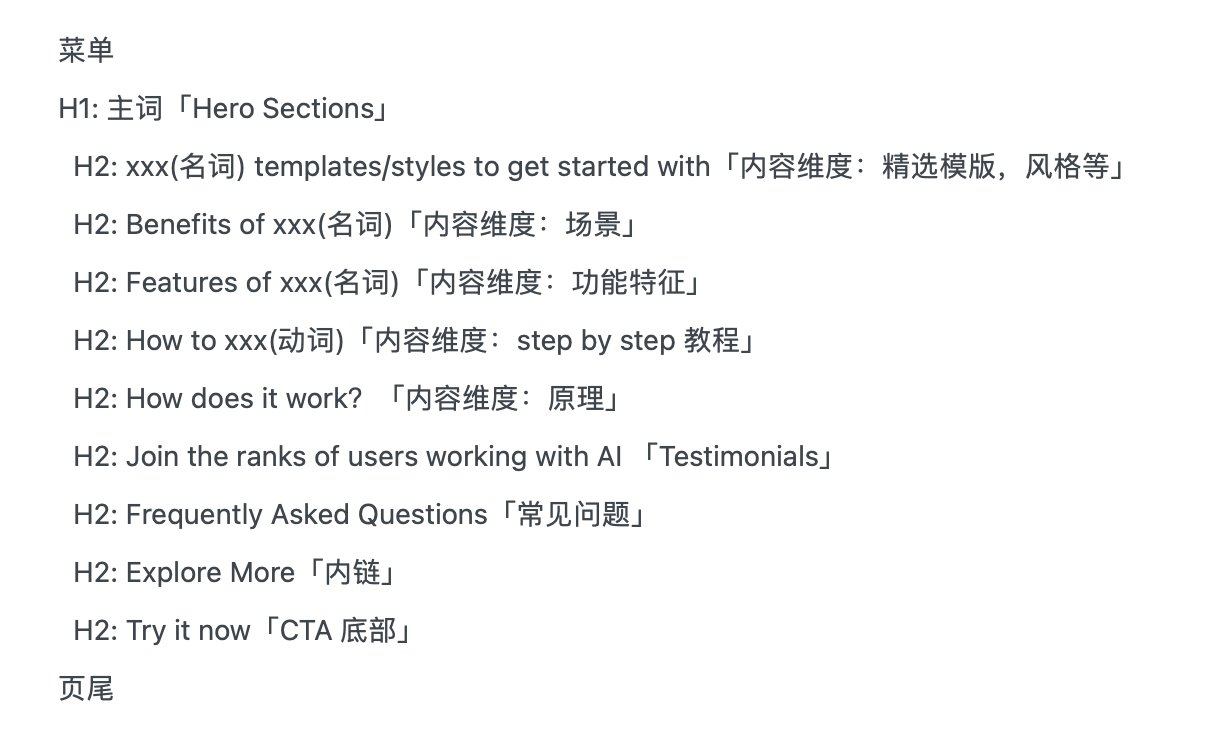 菜单
H1: 主词「Hero Sections」
H2: xxx(名词) templates/styles to get started with「内容维度：精选模版，风格等」
H2: Benefits of xxx(名词)「内容维度：场景」
H2: Features of xxx(名词)「内容维度：功能特征」
H2: How to xxx(动词)「内容维度：step by step 教程」
H2: How does it work? 「内容维度：原理」
H2: Join the ranks of users working with AI 「Testimonials」
H2: Frequently Asked Questions「常见问题」
H2: Explore More「内链」
H2: Try it now「CTA 底部」
页尾